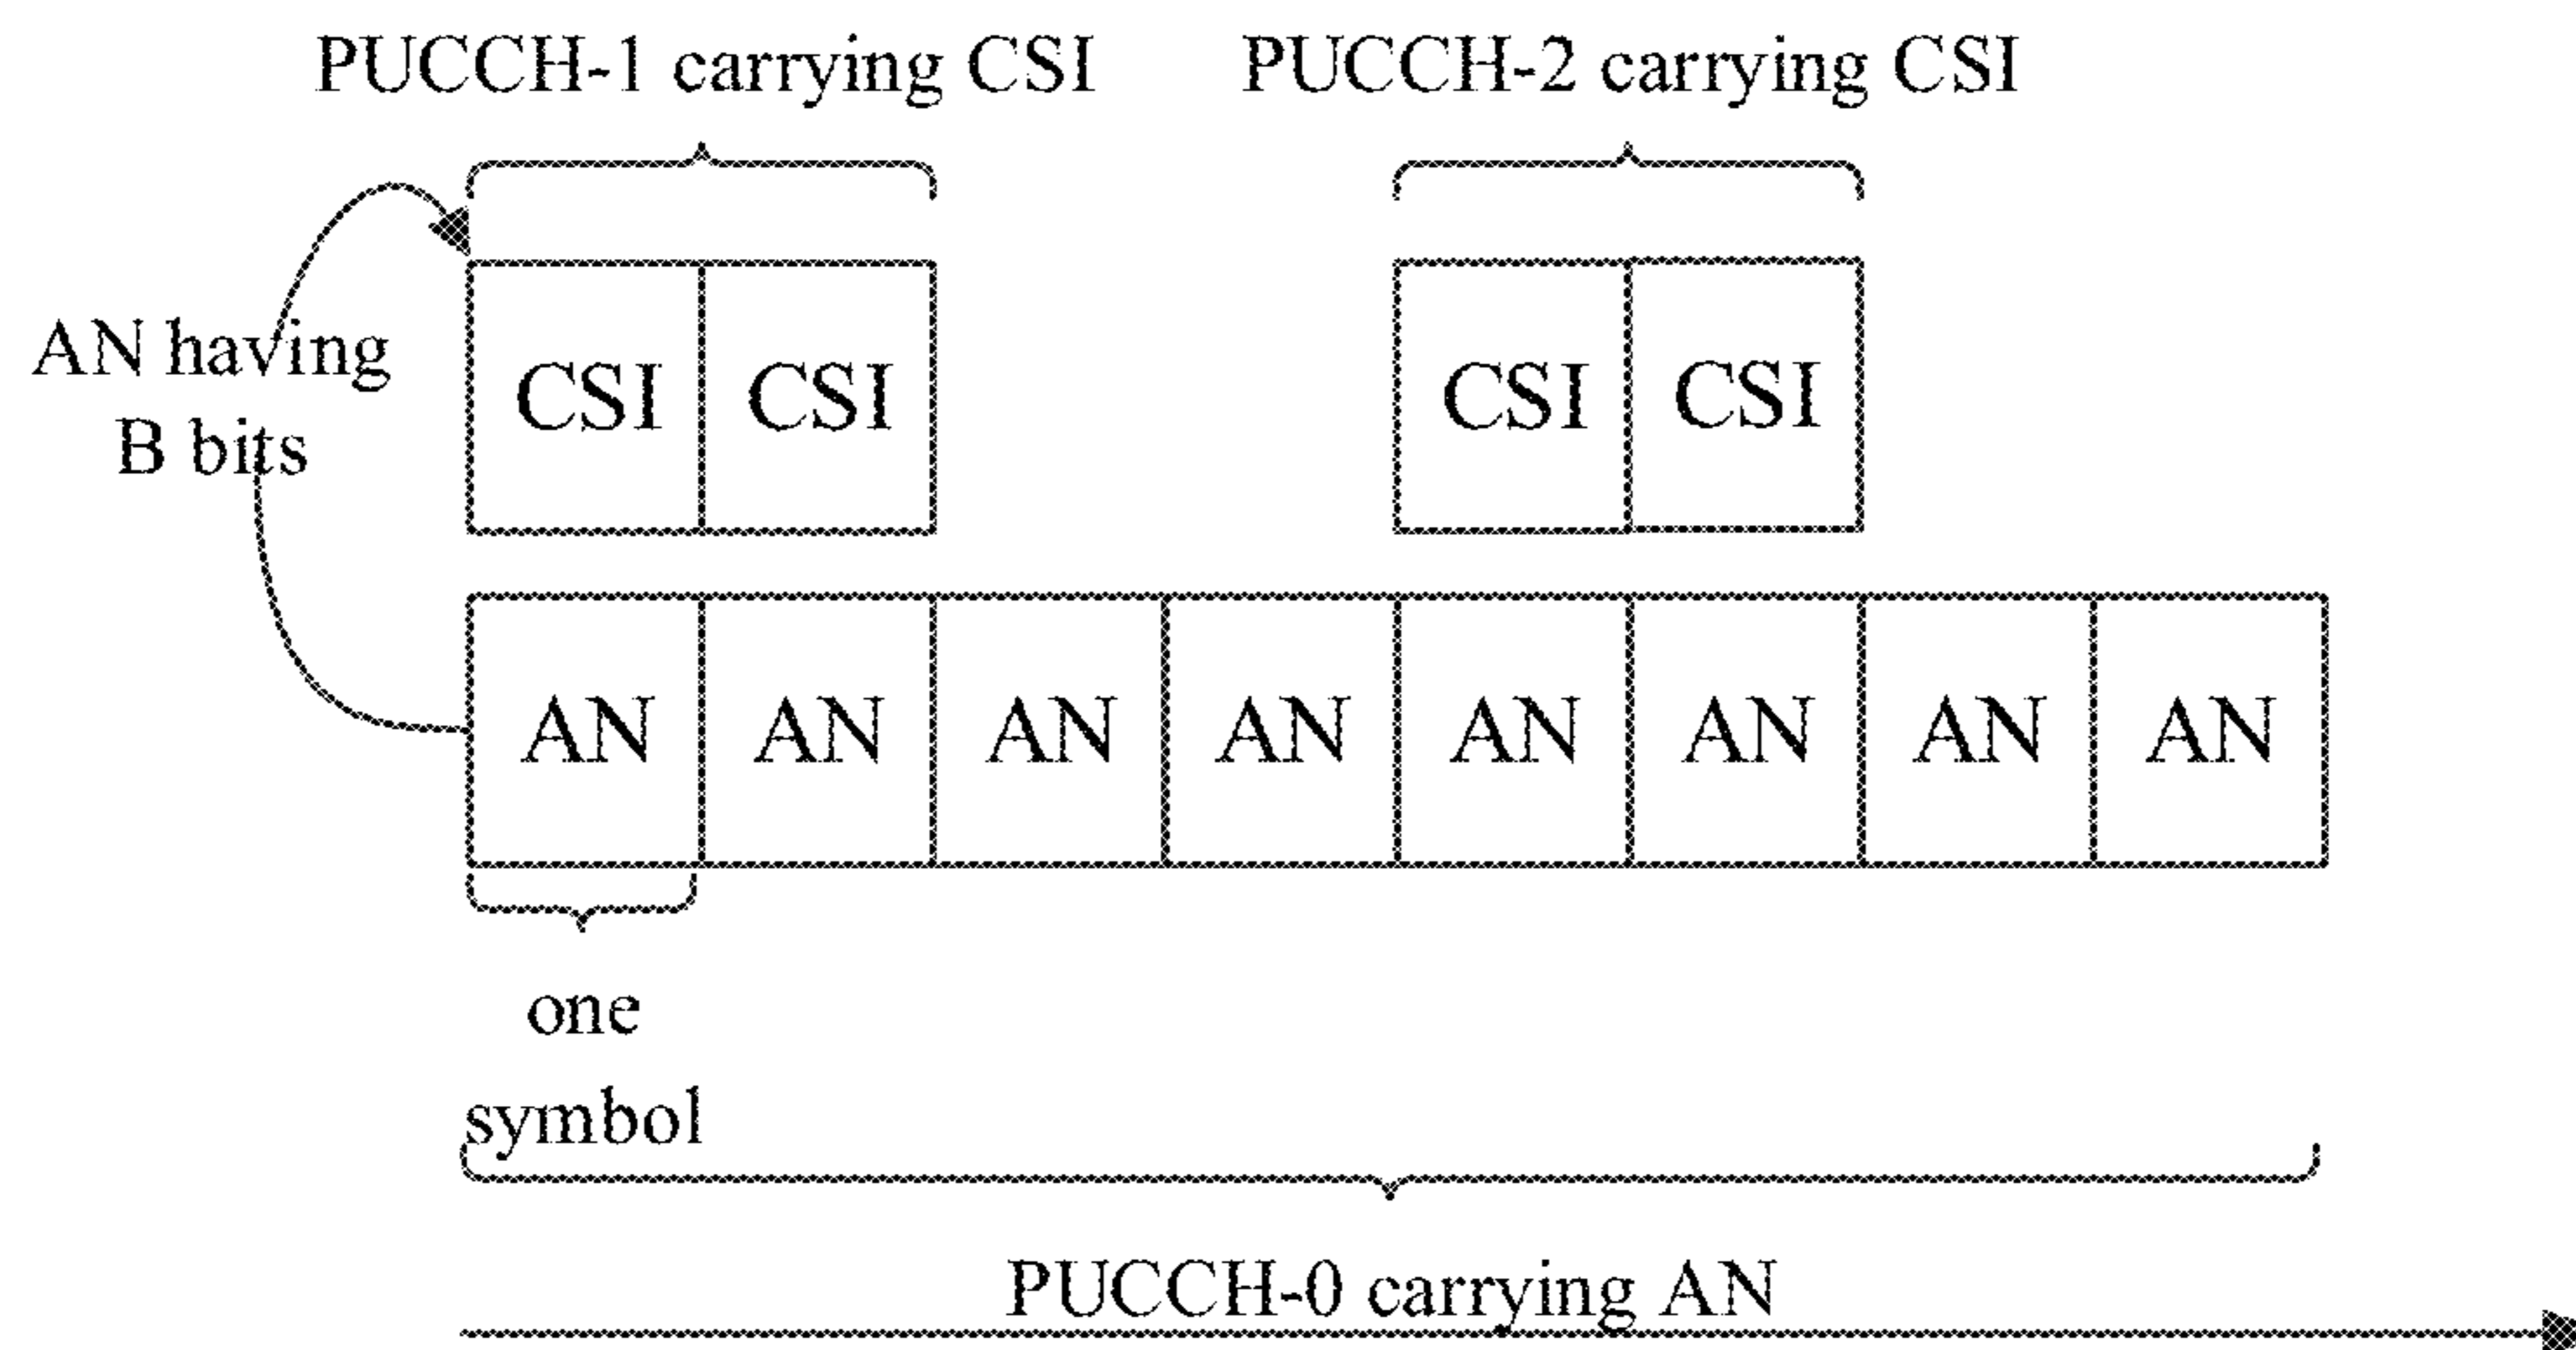 PUCCH-1 carrying CSI
PUCCH-2 carrying CSI
AN having
B bits
CSI CSI
CSI CSI
AN AN AN AN AN AN AN AN
one
symbol
PUCCH-0 carrying AN